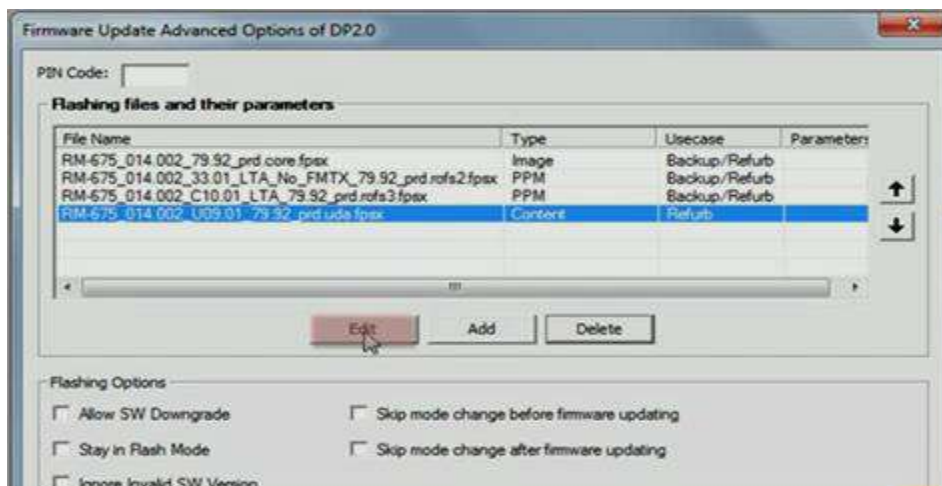 Firmware Update Advanced Options of DP2.0
PIN Code:
Flashing files and their parameters
File Name Type Usecase Parameters
RM-675_014.002_79.92_prd.core.fpsx Image Backup/Refurb
RM-675_014.002_33.01_LTA_No_FMTX_79.92_prd.rofs2.fpsx PPM Backup/Refurb
RM-675_014.002_C10.01_LTA_79.92_prd.rofs3.fpsx PPM Backup/Refurb
RM-675_014.002_U09.01_79.92_prd.uda.fpsx Content Refurb
Edit Add Delete
Flashing Options
Allow SW Downgrade Skip mode change before firmware updating
Stay in Flash Mode Skip mode change after firmware updating
Ignore Invalid SW Version